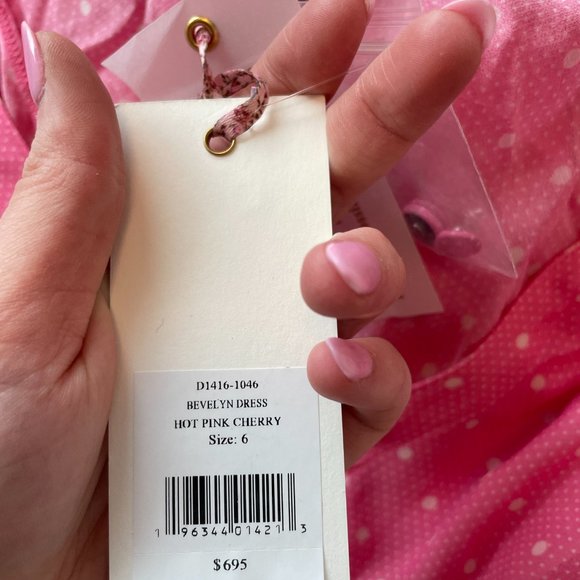 D1416-1046
BEVELYN DRESS
HOT PINK CHERRY
Size: 6
1 96344 01421 3
$695